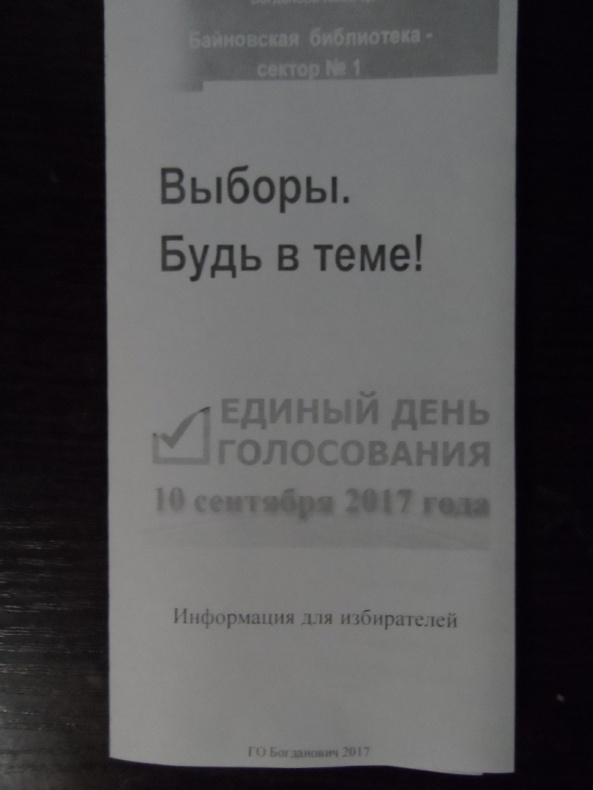 Байновская библиотека -
сектор № 1
Выборы.
Будь в теме!
ЕДИНЫЙ ДЕНЬ
ГОЛОСОВАНИЯ
10 сентября 2017 года
Информация для избирателей
ГО Богданович 2017